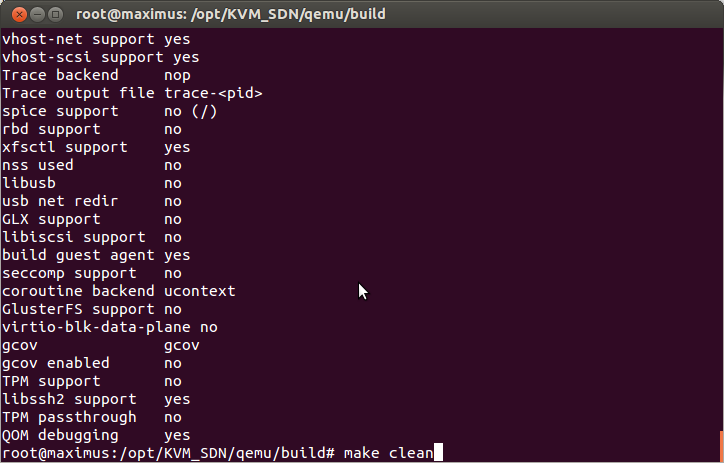 root@maximus: /opt/KVM_SDN/qemu/build
vhost-net support yes
vhost-scsi support yes
Trace backend     nop
Trace output file trace-<pid>
spice support     no (/)
rbd support       no
xfsctl support    yes
nss used          no
libusb            no
usb net redir     no
GLX support       no
libiscsi support  no
build guest agent yes
seccomp support   no
coroutine backend ucontext
GlusterFS support no
virtio-blk-data-plane no
gcov              gcov
gcov enabled      no
TPM support       no
libssh2 support   yes
TPM passthrough   no
QOM debugging     yes
root@maximus:/opt/KVM_SDN/qemu/build# make clean